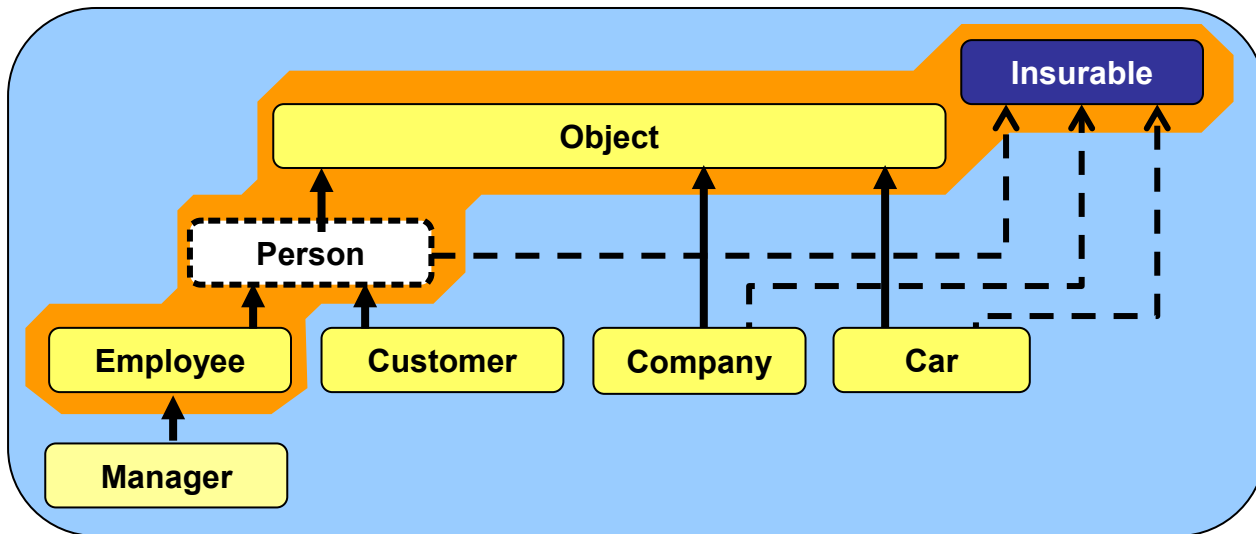 Insurable
Object
Person
Employee
Customer
Company
Car
Manager